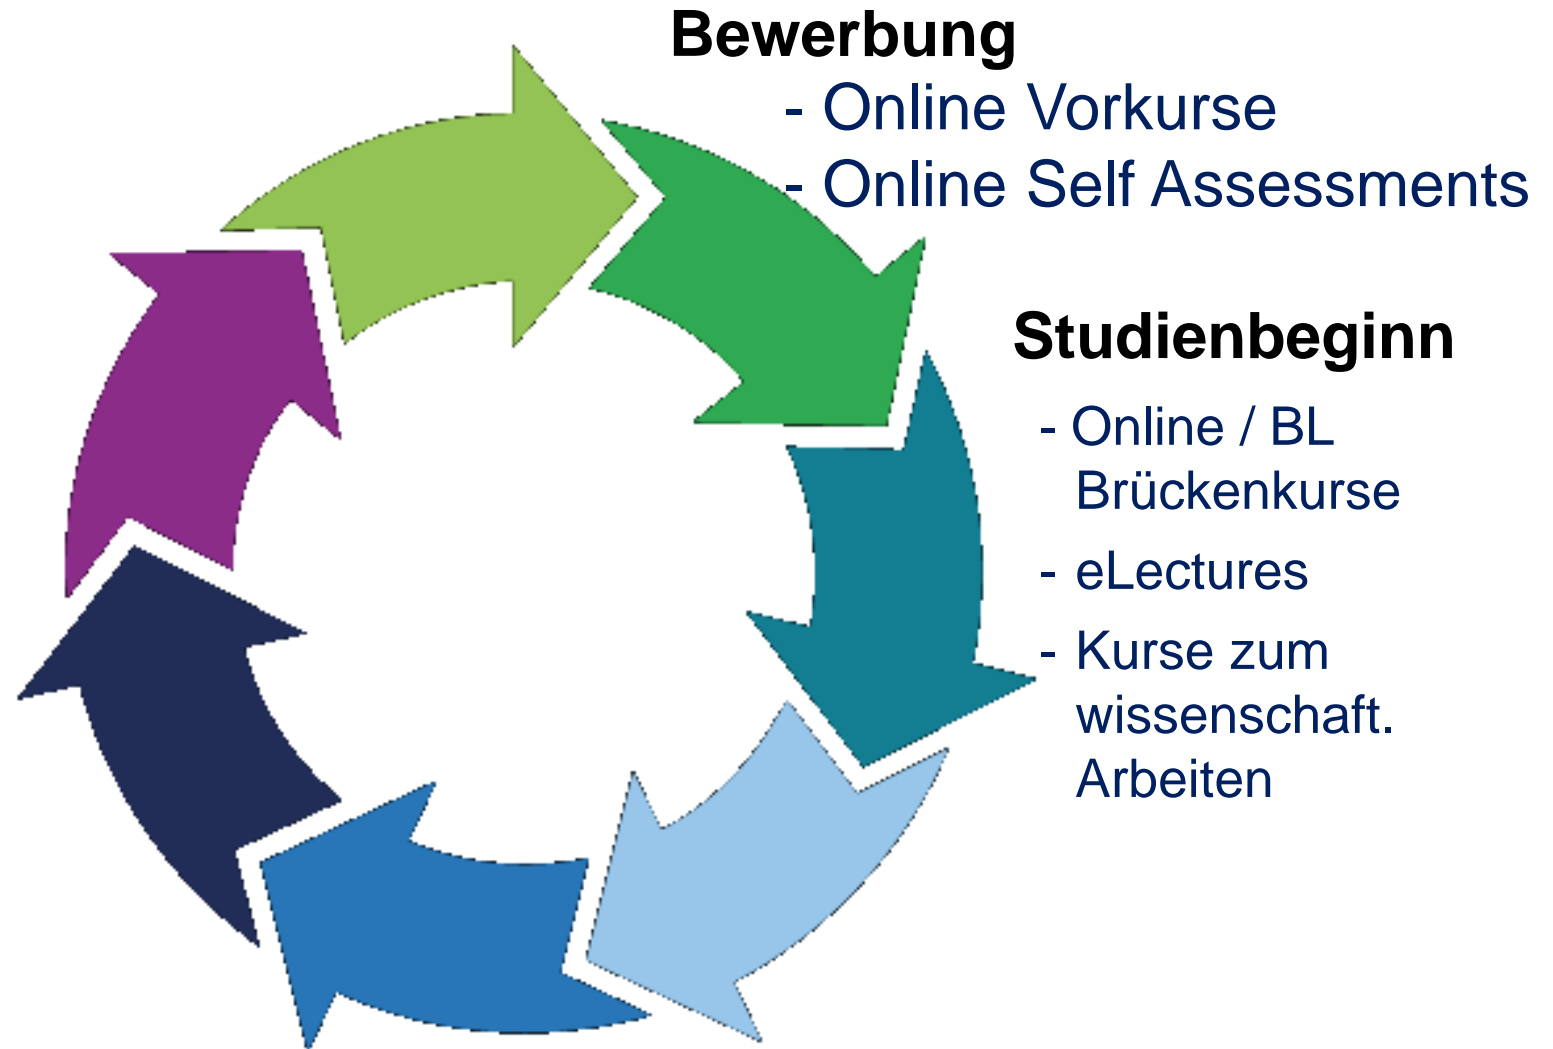 Bewerbung
- Online Vorkurse
- Online Self Assessments
Studienbeginn
- Online / BL
Brückenkurse
- eLectures
- Kurse zum
wissenschaft.
Arbeiten